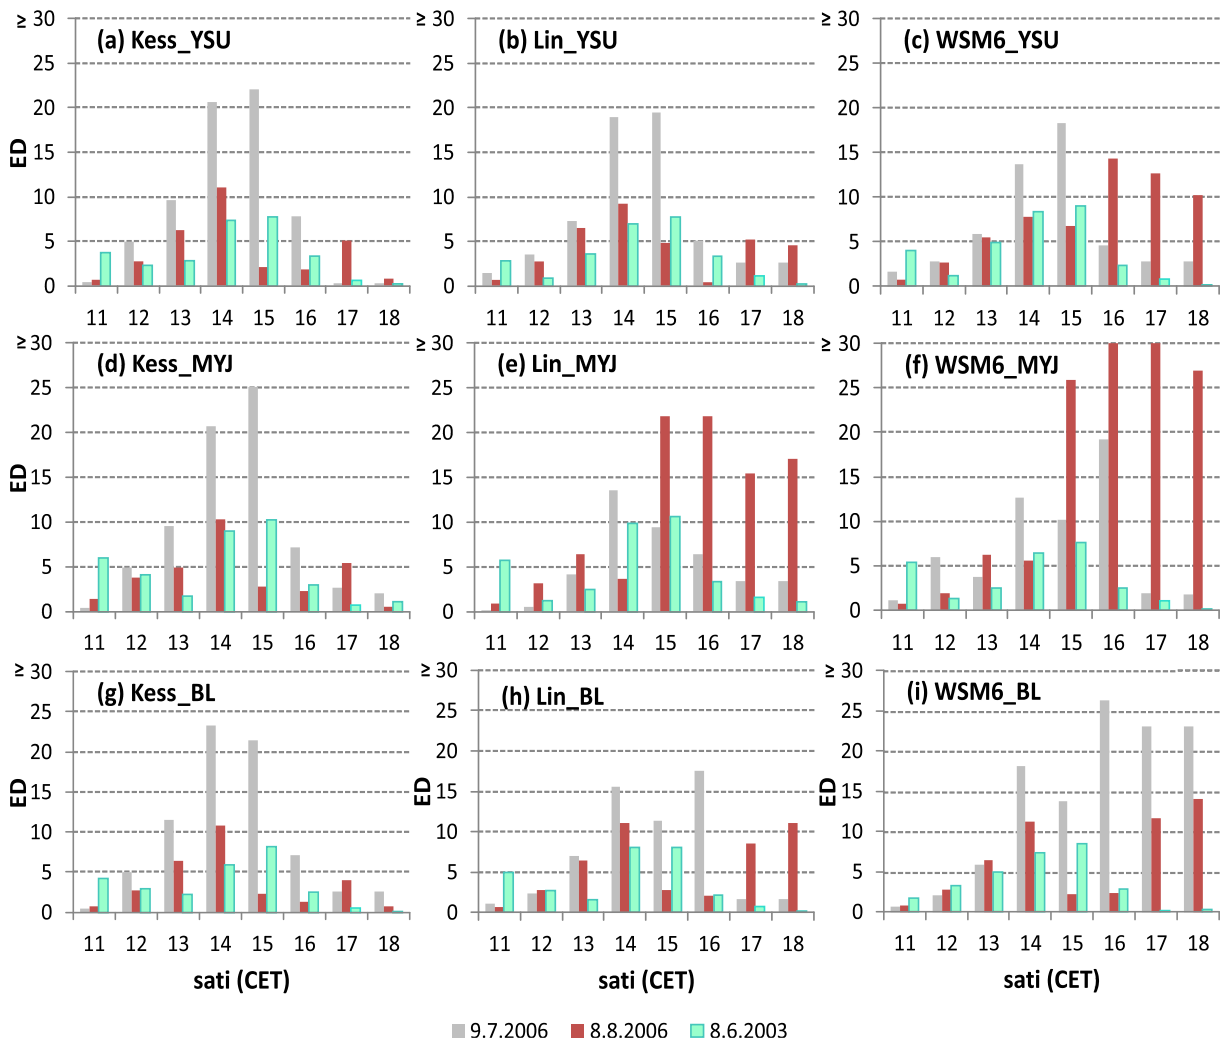 ≥ 30 ≥ 30 ≥ 30
(a) Kess_YSU (b) Lin_YSU (c) WSM6_YSU
25 25 25
20 20 20
ED
15 15 15
10 10 10
5 5 5
0 0 0
11 12 13 14 15 16 17 18 11 12 13 14 15 16 17 18 11 12 13 14 15 16 17 18
≥ 30 ≥ 30 ≥ 30
(d) Kess_MYJ (e) Lin_MYJ (f) WSM6_MYJ
25 25 25
20 20 20
ED
15 15 15
10 10 10
5 5 5
0 0 0
11 12 13 14 15 16 17 18 11 12 13 14 15 16 17 18 11 12 13 14 15 16 17 18
≥ 30 ≥ 30 ≥ 30
(g) Kess_BL (h) Lin_BL (i) WSM6_BL
25 25 25
20 20 20
ED ED ED
15 15 15
10 10 10
5 5 5
0 0 0
11 12 13 14 15 16 17 18 11 12 13 14 15 16 17 18 11 12 13 14 15 16 17 18
sati (CET) sati (CET) sati (CET)
9.7.2006 8.8.2006 8.6.2003